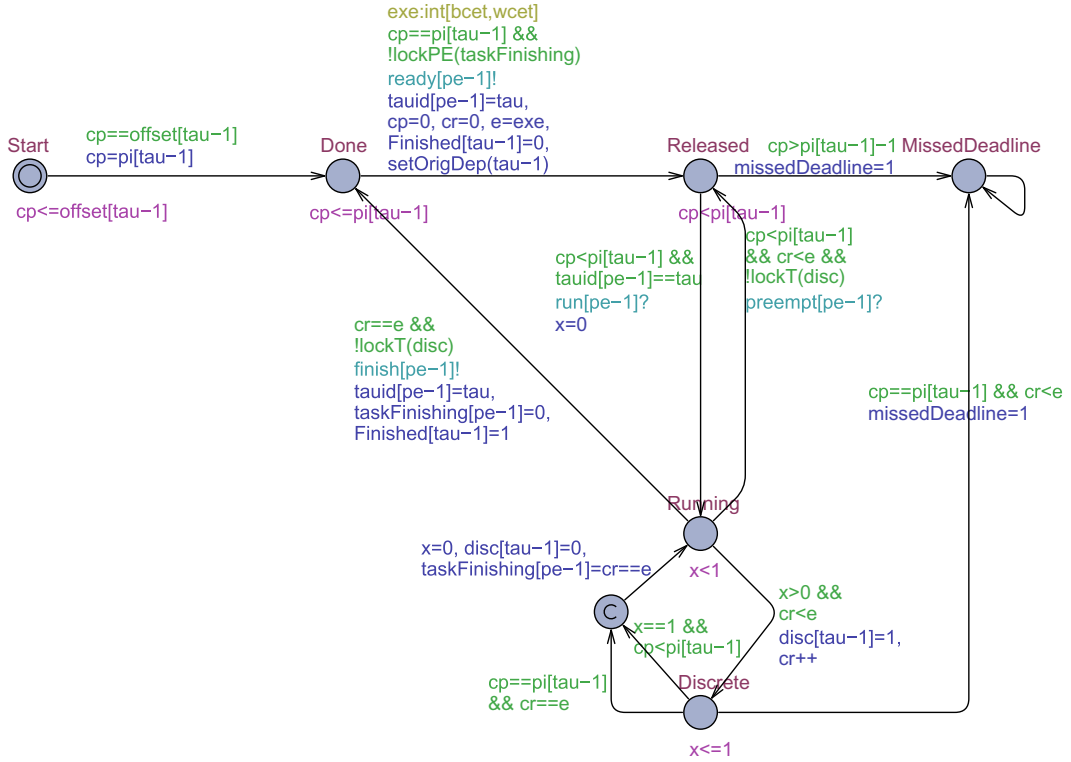 exe:int[bcet,wcet]
cp==pi[tau−1] &&
!lockPE(taskFinishing)
ready[pe−1]!
tauid[pe−1]=tau,
cp=0, cr=0, e=exe,
Finished[tau−1]=0,
setOrigDep(tau−1)
Start
cp==offset[tau−1]
cp=pi[tau−1]
cp<=offset[tau−1]
Done
cp<=pi[tau−1]
Released
cp<pi[tau−1]
cp>pi[tau−1]−1
missedDeadline=1
MissedDeadline
cp<pi[tau−1] &&
tauid[pe−1]==tau
run[pe−1]?
x=0
cp<pi[tau−1]
&& cr<e &&
!lockT(disc)
preempt[pe−1]?
cr==e &&
!lockT(disc)
finish[pe−1]!
tauid[pe−1]=tau,
taskFinishing[pe−1]=0,
Finished[tau−1]=1
cp==pi[tau−1] && cr<e
missedDeadline=1
Running
x<1
x=0, disc[tau−1]=0,
taskFinishing[pe−1]=cr==e
C
x>0 &&
cr<e
disc[tau−1]=1,
cr++
x==1 &&
cp<pi[tau−1]
cp==pi[tau−1]
&& cr==e
Discrete
x<=1